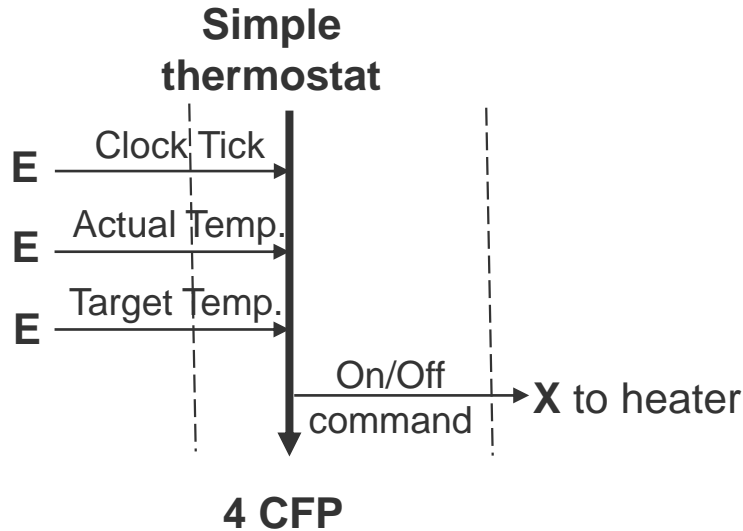 Simple
thermostat
E Clock Tick
E Actual Temp.
E Target Temp.
On/Off
command
X to heater
4 CFP